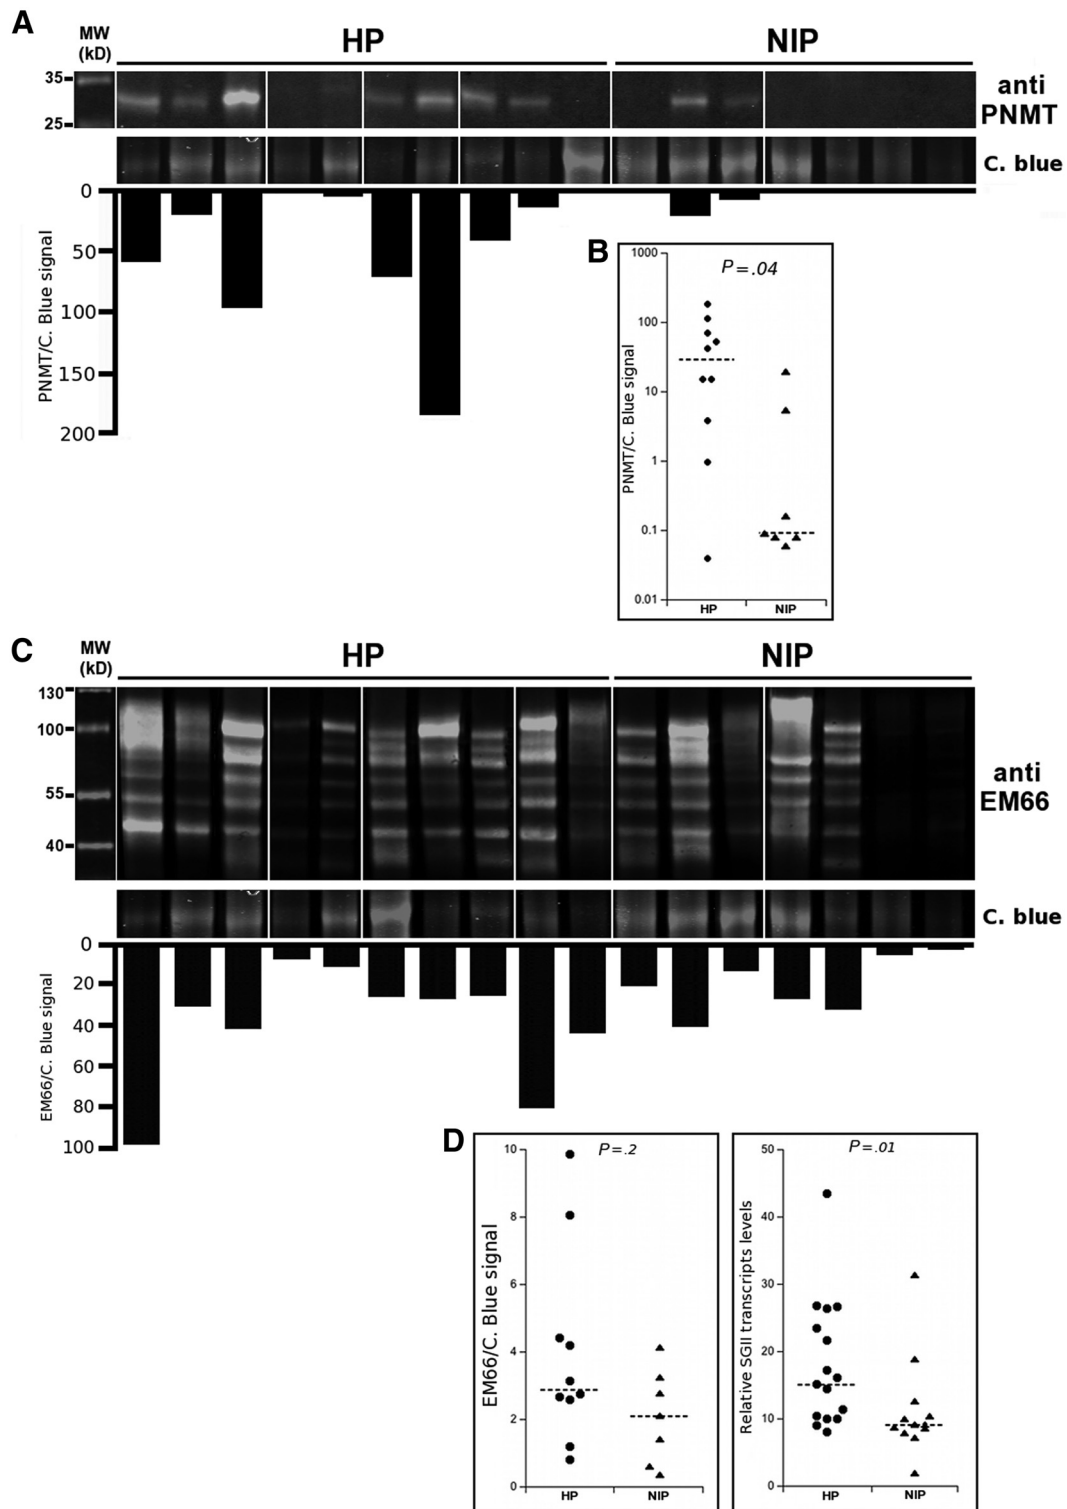 A
MW
(kD)
HP
NIP
35
25
anti
PNMT
C. blue
0
50
100
150
200
PNMT/C. Blue signal
B
P=.04
1000
100
10
1
0.1
0.01
PNMT/C. Blue signal
HP
NIP
C
MW
(kD)
HP
NIP
130
100
55
40
anti
EM66
C. blue
0
20
40
60
80
100
EM66/C. Blue signal
D
P=.2
10
8
6
4
2
0
EM66/C. Blue signal
HP
NIP
P=.01
50
40
30
20
10
0
Relative SGII transcripts levels
HP
NIP